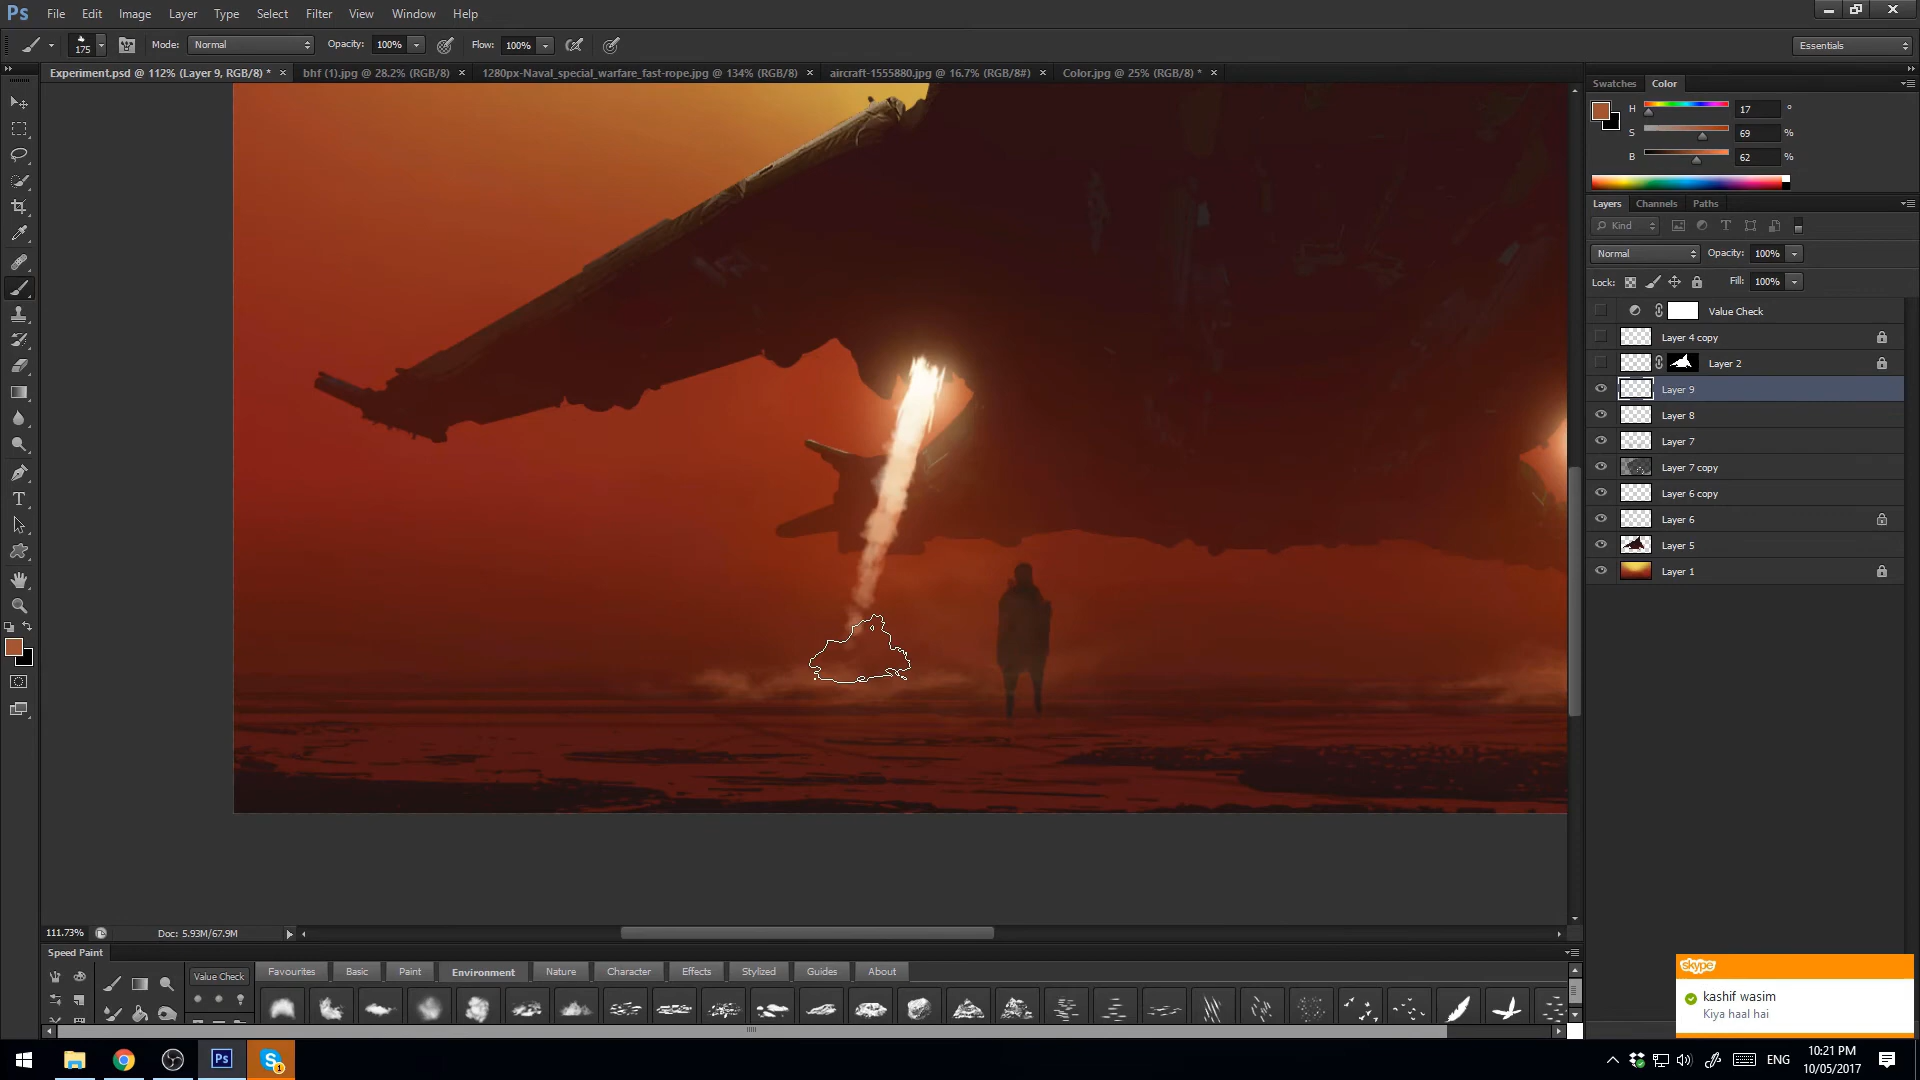 Ps File Edit Image Layer Type Select Filter 3D View Window Help
175 Mode: Normal Opacity: 100% Flow: 100% Essentials
Experiment.psd @ 112% (Layer 9, RGB/8) * bhf (1).jpg @ 28.2% (RGB/8) 1280px-Naval_special_warfare_fast-rope.jpg @ 134% (RGB/8) aircraft-1555880.jpg @ 16.7% (RGB/8#) Color.jpg @ 25% (RGB/8) *
Swatches Color
H 17 °
S 69 %
B 62 %
Layers Channels Paths
Kind
Normal Opacity: 100%
Lock: Fill: 100%
Value Check
Layer 4 copy
Layer 2
Layer 9
Layer 8
Layer 7
Layer 7 copy
Layer 6 copy
Layer 6
Layer 5
Layer 1
111.73% Doc: 5.93M/67.9M
Speed Paint
Value Check Favourites Basic Paint Environment Nature Character Effects Stylized Guides About
skype
kashif wasim
Kiya haal hai
Ps S 1 ENG 10:21 PM
10/05/2017